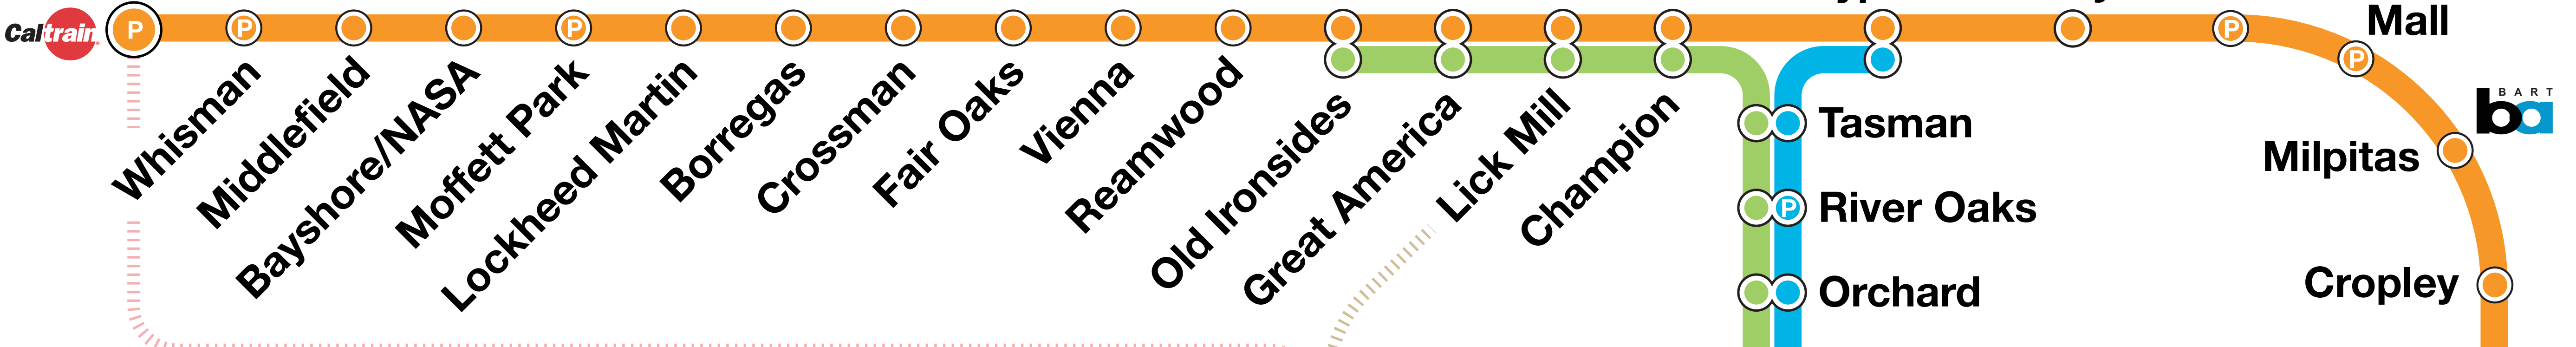 Caltrain
P
P
P
P
Mall
P
BART
ba
Whisman
Middlefield
Bayshore/NASA
Moffett Park
Lockheed Martin
Borregas
Crossman
Fair Oaks
Vienna
Reamwood
Old Ironsides
Great America
Lick Mill
Champion
Tasman
Milpitas
P
River Oaks
Orchard
Cropley